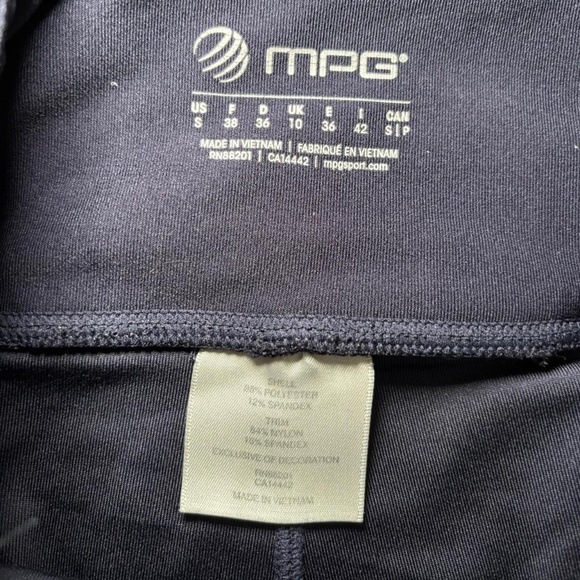 MPG®
US F D UK E I CAN
S 38 36 10 36 42 S|P
MADE IN VIETNAM | FABRIQUÉ EN VIETNAM
RN88201 | CA14442 | mpgsport.com
SHELL
88% POLYESTER
12% SPANDEX
TRIM
84% NYLON
16% SPANDEX
EXCLUSIVE OF DECORATION
RN88201
CA14442
MADE IN VIETNAM